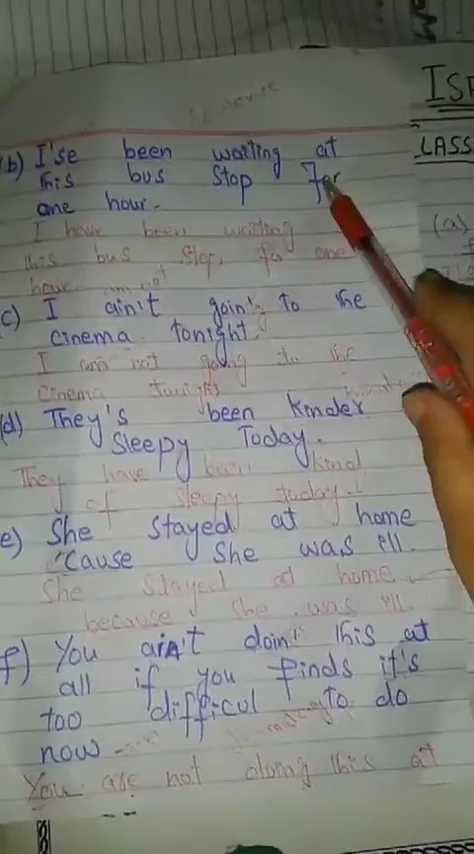 ISP
LASS
(a)
b) I'se been waiting at
this bus stop For
one hour.
I have been waiting
this bus stop, for one
hour.
am not
c) I ain't goin' to the
cinema tonight.
I am not going to the
cinema tonight
(d) They's been kinder
sleepy Today.
They have been kind
of sleepy today.
e) She stayed at home
'Cause She was ill.
She stayed at home
because she was ill
f) You ain't doin' this at
all if you finds it's
too difficul to do
now
You are not doing this at